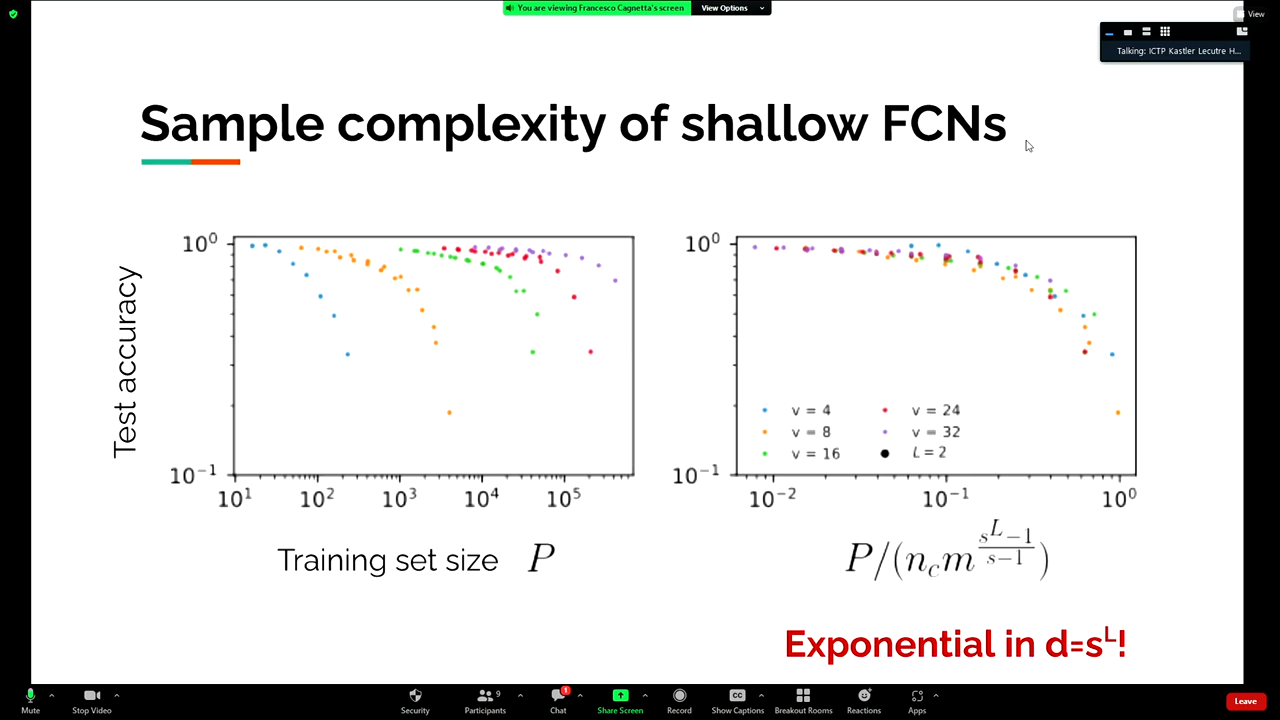 You are viewing Francesco Cagnetta's screen
View Options
View
Talking: ICTP Kastler Lecutre H...
Sample complexity of shallow FCNs
Test accuracy
10⁰
10⁻¹
10¹ 10² 10³ 10⁴ 10⁵
Training set size P
10⁰
10⁻¹
v = 4
v = 8
v = 16
v = 24
v = 32
L = 2
10⁻² 10⁻¹ 10⁰
P/(n_c m^{\frac{s^L-1}{s-1}})
Exponential in d=s^L!
Mute
Stop Video
Security
Participants 9
Chat 1
Share Screen
Record
CC Show Captions
Breakout Rooms
Reactions
Apps
Leave